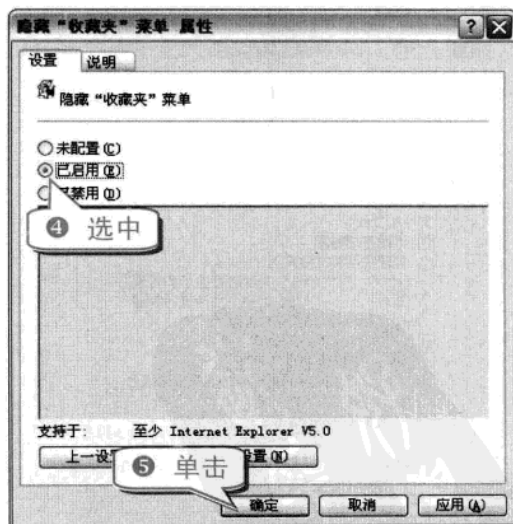 隐藏“收藏夹”菜单 属性
设置 说明
隐藏“收藏夹”菜单
未配置(C)
已启用(E)
禁用(D)
④ 选中
支持于: 至少 Internet Explorer V5.0
上一设 置(N)
⑤ 单击
确定 取消 应用(A)